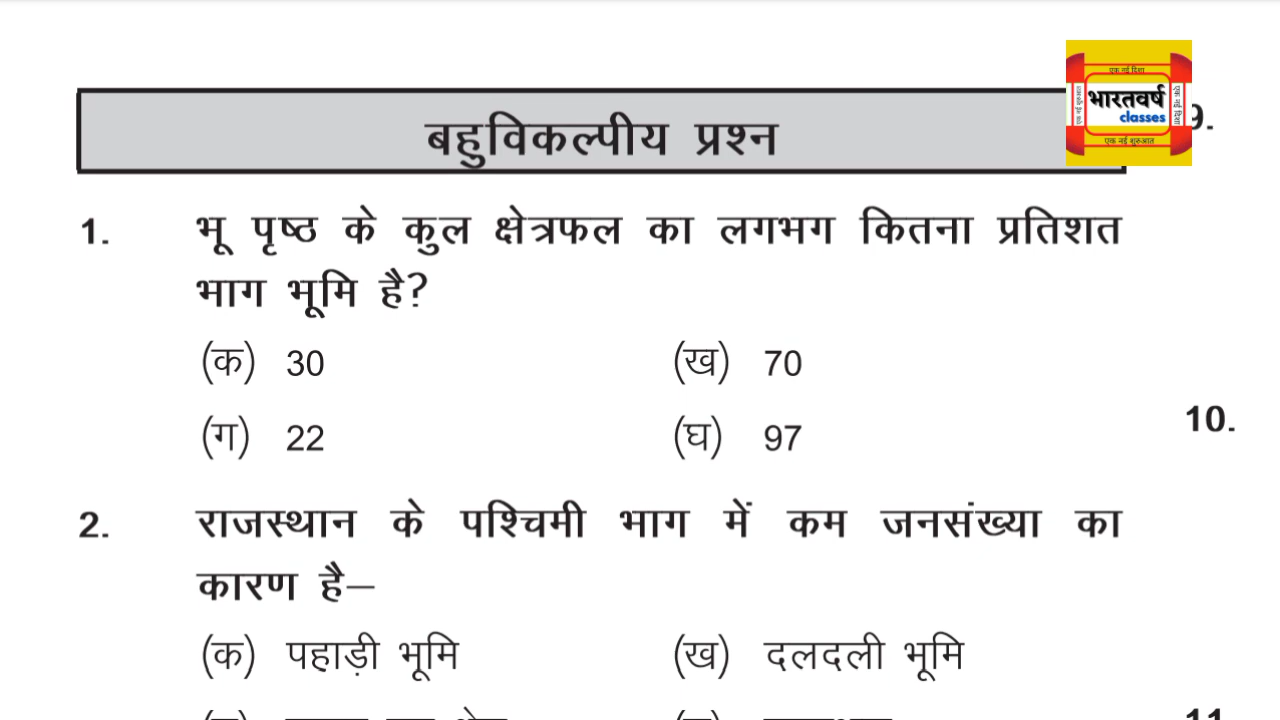 एक नई दिशा
भारतवर्ष
classes
एक नई शुरुआत
9.
बहुविकल्पीय प्रश्न
1. भू पृष्ठ के कुल क्षेत्रफल का लगभग कितना प्रतिशत
भाग भूमि है?
(क) 30 (ख) 70
(ग) 22 (घ) 97
10.
2. राजस्थान के पश्चिमी भाग में कम जनसंख्या का
कारण है–
(क) पहाड़ी भूमि (ख) दलदली भूमि
11